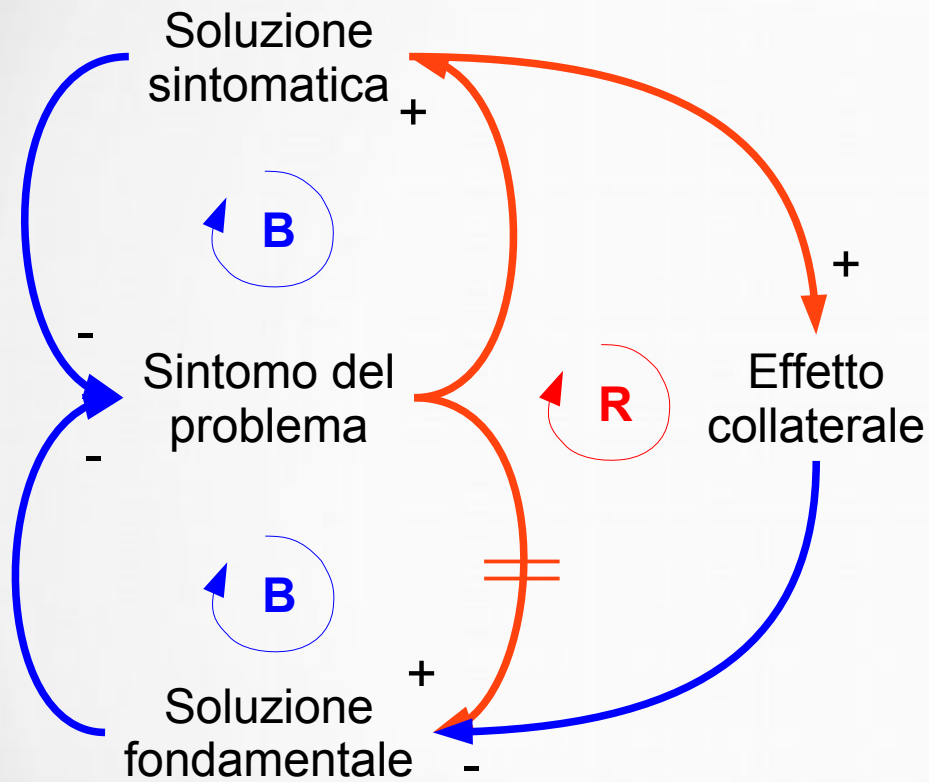 Soluzione
sintomatica
+
B
+
-
Sintomo del
problema
R
Effetto
collaterale
-
B
+
Soluzione
fondamentale
-